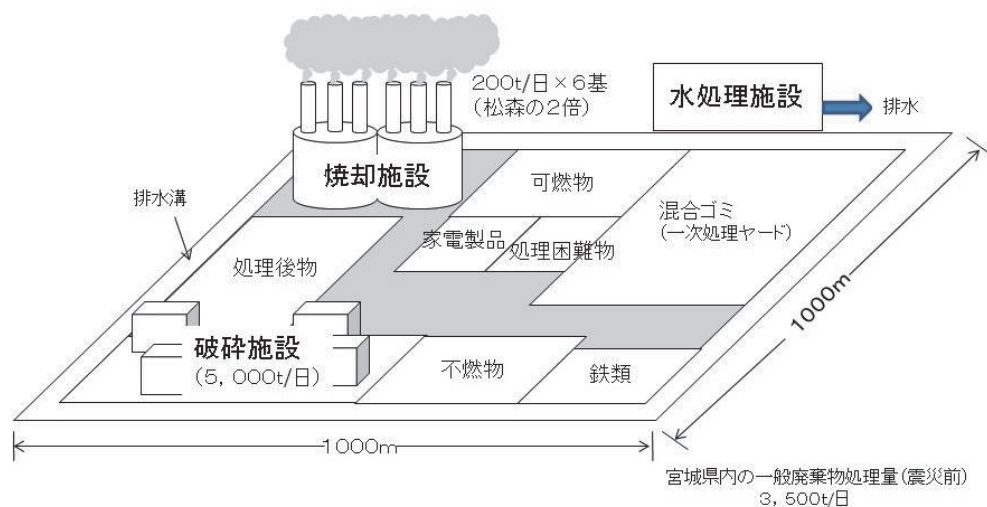 200t/日×6基
(松森の2倍)
水処理施設
排水
焼却施設
可燃物
排水溝
混合ゴミ
(一次処理ヤード)
家電製品
処理困難物
処理後物
1000m
破砕施設
(5,000t/日)
不燃物
鉄類
1000m
宮城県内の一般廃棄物処理量(震災前)
3,500t/日